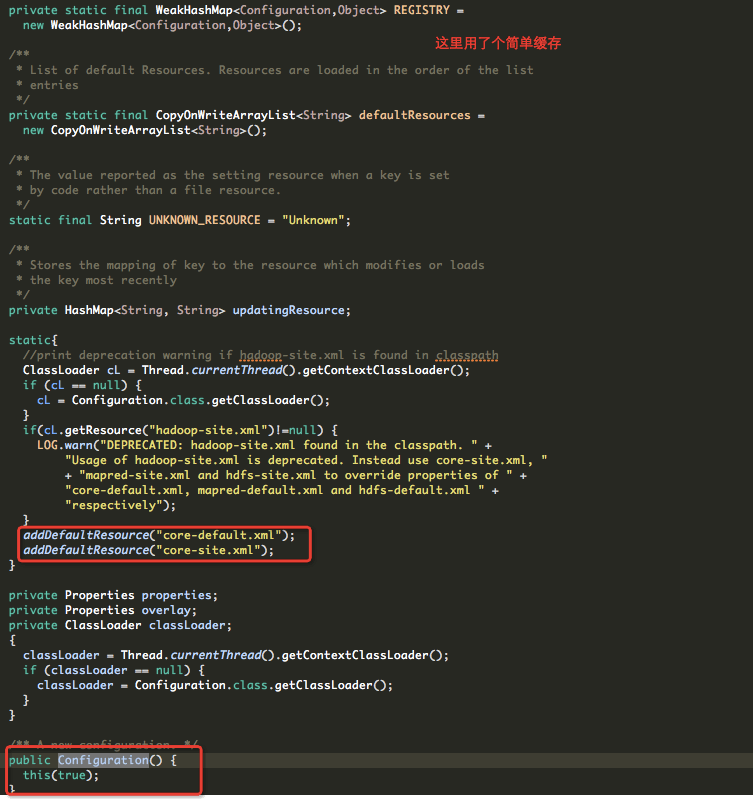 private static final WeakHashMap<Configuration,Object> REGISTRY =
  new WeakHashMap<Configuration,Object>();
这里用了个简单缓存
/**
 * List of default Resources. Resources are loaded in the order of the list
 * entries
 */
private static final CopyOnWriteArrayList<String> defaultResources =
  new CopyOnWriteArrayList<String>();
/**
 * The value reported as the setting resource when a key is set
 * by code rather than a file resource.
 */
static final String UNKNOWN_RESOURCE = "Unknown";
/**
 * Stores the mapping of key to the resource which modifies or loads
 * the key most recently
 */
private HashMap<String, String> updatingResource;
static{
  //print deprecation warning if hadoop-site.xml is found in classpath
  ClassLoader cL = Thread.currentThread().getContextClassLoader();
  if (cL == null) {
    cL = Configuration.class.getClassLoader();
  }
  if(cL.getResource("hadoop-site.xml")!=null) {
    LOG.warn("DEPRECATED: hadoop-site.xml found in the classpath. " +
        "Usage of hadoop-site.xml is deprecated. Instead use core-site.xml, "
        + "mapred-site.xml and hdfs-site.xml to override properties of " +
        "core-default.xml, mapred-default.xml and hdfs-default.xml " +
        "respectively");
  }
  addDefaultResource("core-default.xml");
  addDefaultResource("core-site.xml");
}
private Properties properties;
private Properties overlay;
private ClassLoader classLoader;
{
  classLoader = Thread.currentThread().getContextClassLoader();
  if (classLoader == null) {
    classLoader = Configuration.class.getClassLoader();
  }
}
/** A new configuration. */
public Configuration() {
  this(true);
}